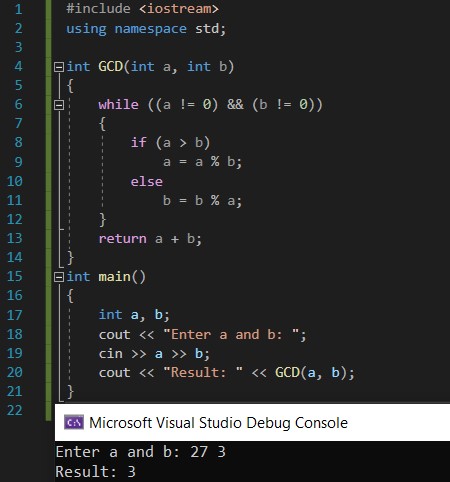 1 #include <iostream>
2 using namespace std;
3
4 int GCD(int a, int b)
5 {
6     while ((a != 0) && (b != 0))
7     {
8         if (a > b)
9             a = a % b;
10         else
11             b = b % a;
12     }
13     return a + b;
14 }
15 int main()
16 {
17     int a, b;
18     cout << "Enter a and b: ";
19     cin >> a >> b;
20     cout << "Result: " << GCD(a, b);
21 }
22
C:\ Microsoft Visual Studio Debug Console
Enter a and b: 27 3
Result: 3